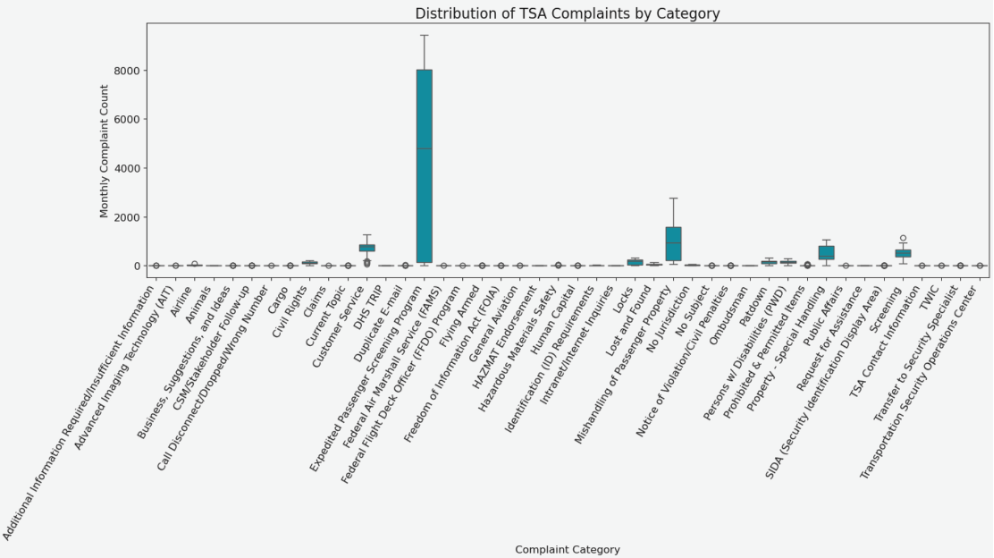 Distribution of TSA Complaints by Category
Monthly Complaint Count
8000
6000
4000
2000
0
Additional Information Required/Insufficient Information
Advanced Imaging Technology (AIT)
Airline
Animals
Business, Suggestions, and Ideas
CSM/Stakeholder Follow-up
Call Disconnect/Dropped/Wrong Number
Cargo
Civil Rights
Claims
Current Topic
Customer Service
DHS TRIP
Duplicate E-mail
Expedited Passenger Screening Program
Federal Air Marshall Service (FAMS)
Federal Flight Deck Officer (FFDO) Program
Flying Armed
Freedom of Information Act (FOIA)
General Aviation
HAZMAT Endorsement
Hazardous Materials Safety
Human Capital
Identification (ID) Requirements
Intranet/Internet Inquiries
Locks
Lost and Found
Mishandling of Passenger Property
No Jurisdiction
No Subject
Notice of Violation/Civil Penalties
Ombudsman
Patdown
Persons w/ Disabilities (PWD)
Prohibited & Permitted Items
Property - Special Handling
Public Affairs
Request for Assistance
SIDA (Security Identification Display Area)
Screening
TSA Contact Information
TWIC
Transfer to Security Specialist
Transportation Security Operations Center
Complaint Category